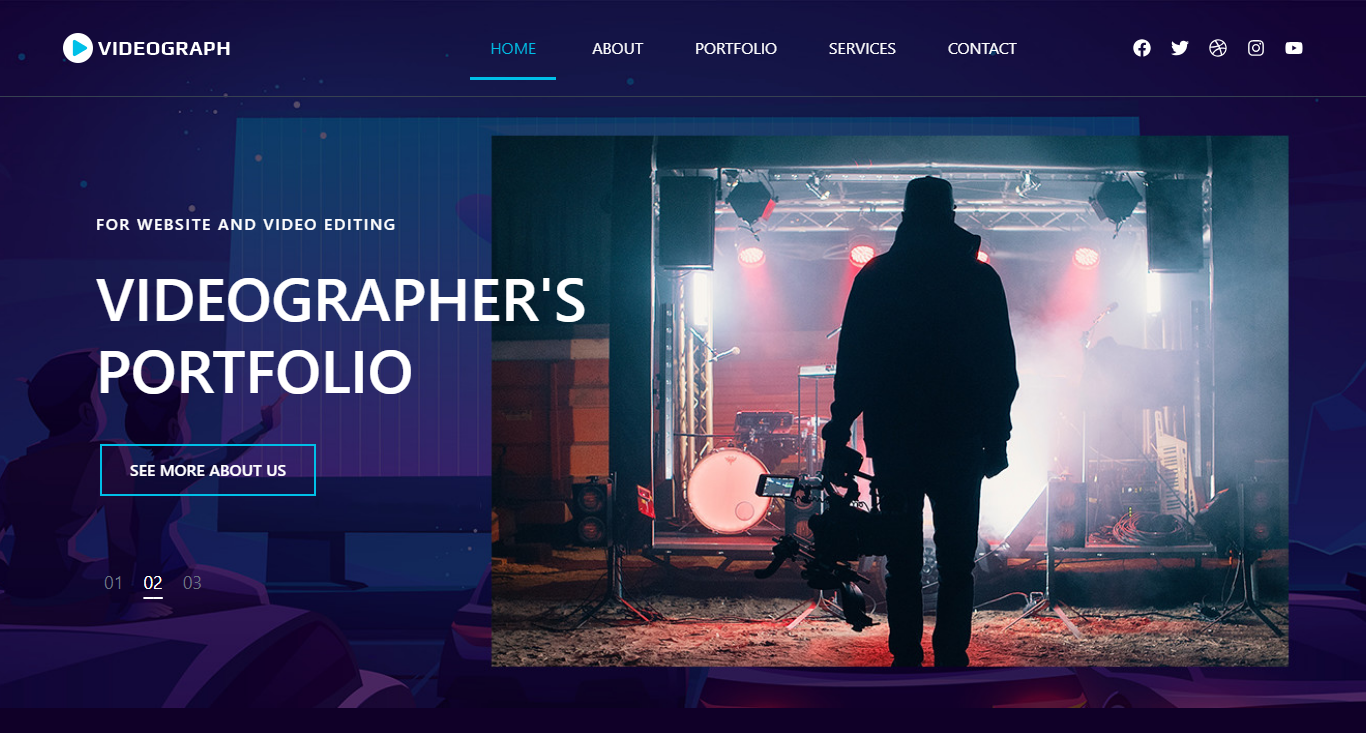 VIDEOGRAPH
HOME ABOUT PORTFOLIO SERVICES CONTACT
FOR WEBSITE AND VIDEO EDITING
VIDEOGRAPHER'S
PORTFOLIO
SEE MORE ABOUT US
01 02 03